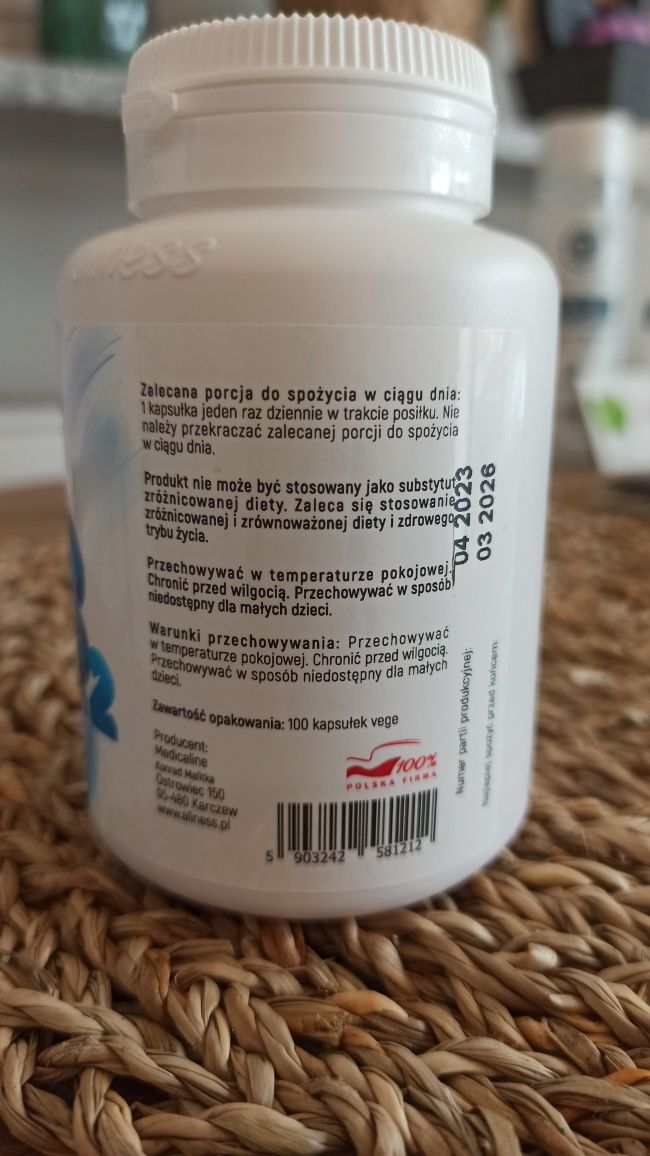 Zalecana porcja do spożycia w ciągu dnia:
1 kapsułka jeden raz dziennie w trakcie posiłku. Nie
należy przekraczać zalecanej porcji do spożycia
w ciągu dnia.
Produkt nie może być stosowany jako substytut
zróżnicowanej diety. Zaleca się stosowanie
zróżnicowanej i zrównoważonej diety i zdrowego
trybu życia.
Przechowywać w temperaturze pokojowej.
Chronić przed wilgocią. Przechowywać w sposób
niedostępny dla małych dzieci.
Warunki przechowywania: Przechowywać
w temperaturze pokojowej. Chronić przed wilgocią.
Przechowywać w sposób niedostępny dla małych
dzieci.
Zawartość opakowania: 100 kapsułek vege
Producent:
Medicaline
Konrad Malitka
Ostrowiec 150
05-480 Karczew
www.aliness.pl
100%
POLSKA FIRMA
5 903242 581212
Numer partii produkcyjnej:
04 2023
Najlepiej spożyć przed końcem:
03 2026